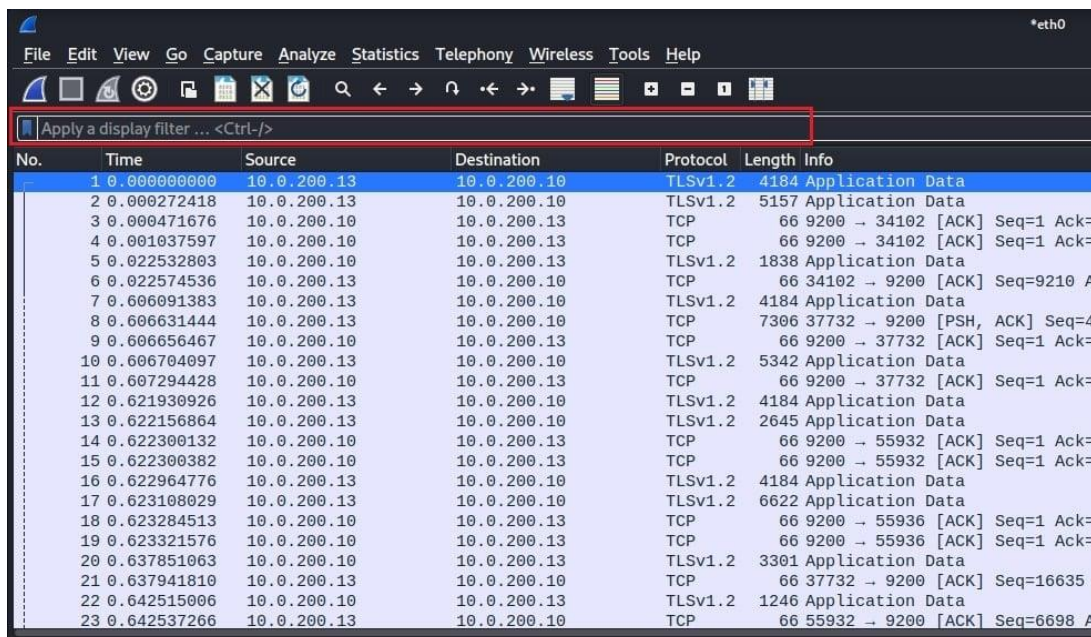 *eth0
File Edit View Go Capture Analyze Statistics Telephony Wireless Tools Help
Apply a display filter ... <Ctrl-/>
No. Time Source Destination Protocol Length Info
1 0.000000000 10.0.200.13 10.0.200.10 TLSv1.2 4184 Application Data
2 0.000272418 10.0.200.13 10.0.200.10 TLSv1.2 5157 Application Data
3 0.000471676 10.0.200.10 10.0.200.13 TCP 66 9200 → 34102 [ACK] Seq=1 Ack=
4 0.001037597 10.0.200.10 10.0.200.13 TCP 66 9200 → 34102 [ACK] Seq=1 Ack=
5 0.022532803 10.0.200.10 10.0.200.13 TLSv1.2 1838 Application Data
6 0.022574536 10.0.200.13 10.0.200.10 TCP 66 34102 → 9200 [ACK] Seq=9210 A
7 0.606091383 10.0.200.13 10.0.200.10 TLSv1.2 4184 Application Data
8 0.606631444 10.0.200.13 10.0.200.10 TCP 7306 37732 → 9200 [PSH, ACK] Seq=4
9 0.606656467 10.0.200.10 10.0.200.13 TCP 66 9200 → 37732 [ACK] Seq=1 Ack=
10 0.606704097 10.0.200.13 10.0.200.10 TLSv1.2 5342 Application Data
11 0.607294428 10.0.200.10 10.0.200.13 TCP 66 9200 → 37732 [ACK] Seq=1 Ack=
12 0.621930926 10.0.200.13 10.0.200.10 TLSv1.2 4184 Application Data
13 0.622156864 10.0.200.13 10.0.200.10 TLSv1.2 2645 Application Data
14 0.622300132 10.0.200.10 10.0.200.13 TCP 66 9200 → 55932 [ACK] Seq=1 Ack=
15 0.622300382 10.0.200.10 10.0.200.13 TCP 66 9200 → 55932 [ACK] Seq=1 Ack=
16 0.622964776 10.0.200.13 10.0.200.10 TLSv1.2 4184 Application Data
17 0.623108029 10.0.200.13 10.0.200.10 TLSv1.2 6622 Application Data
18 0.623284513 10.0.200.10 10.0.200.13 TCP 66 9200 → 55936 [ACK] Seq=1 Ack=
19 0.623321576 10.0.200.10 10.0.200.13 TCP 66 9200 → 55936 [ACK] Seq=1 Ack=
20 0.637851063 10.0.200.10 10.0.200.13 TLSv1.2 3301 Application Data
21 0.637941810 10.0.200.13 10.0.200.10 TCP 66 37732 → 9200 [ACK] Seq=16635
22 0.642515006 10.0.200.10 10.0.200.13 TLSv1.2 1246 Application Data
23 0.642537266 10.0.200.13 10.0.200.10 TCP 66 55932 → 9200 [ACK] Seq=6698 A